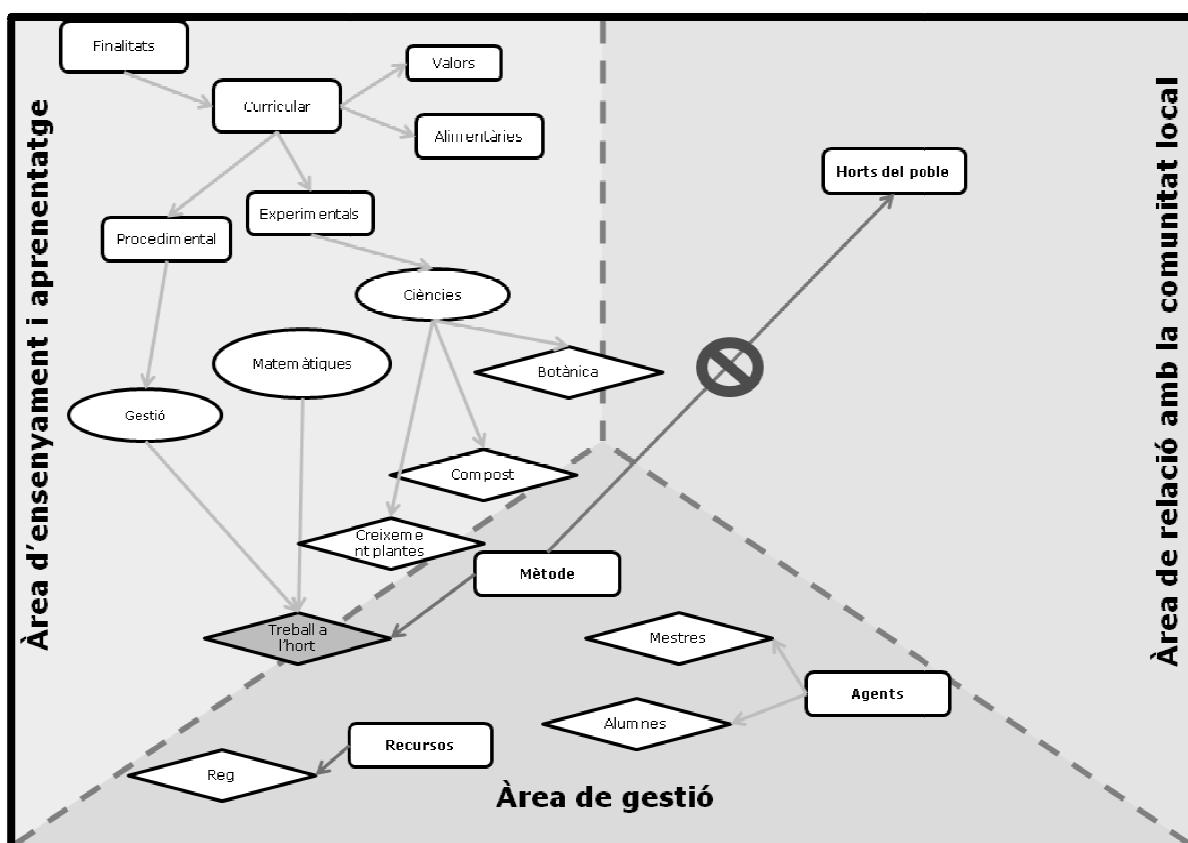 Finalitats
Valors
Curricular
Alimentàries
Horts del poble
Experimentals
Procedimental
Ciències
Matemàtiques
Botànica
Gestió
Compost
Creixeme
nt plantes
Mètode
Treball a
l'hort
Mestres
Agents
Alumnes
Recursos
Reg
Àrea d'ensenyament i aprenentatge
Àrea de relació amb la comunitat local
Àrea de gestió